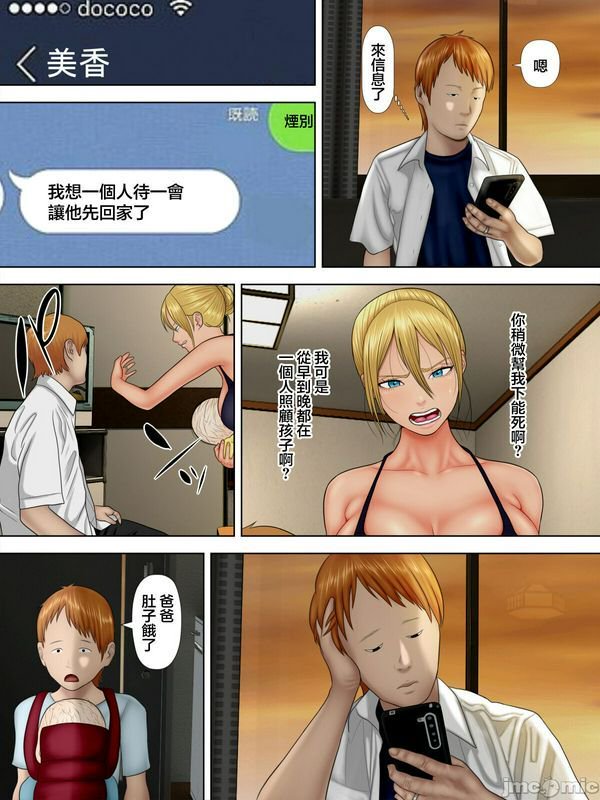 dococo
美香
既読
煙別
我想一個人待一會
讓他先回家了
嗯
來信息了
你稍微幫我下能死啊？
我可是
從早到晚都在
一個人照顧孩子啊？
爸爸
肚子餓了
jmc mic